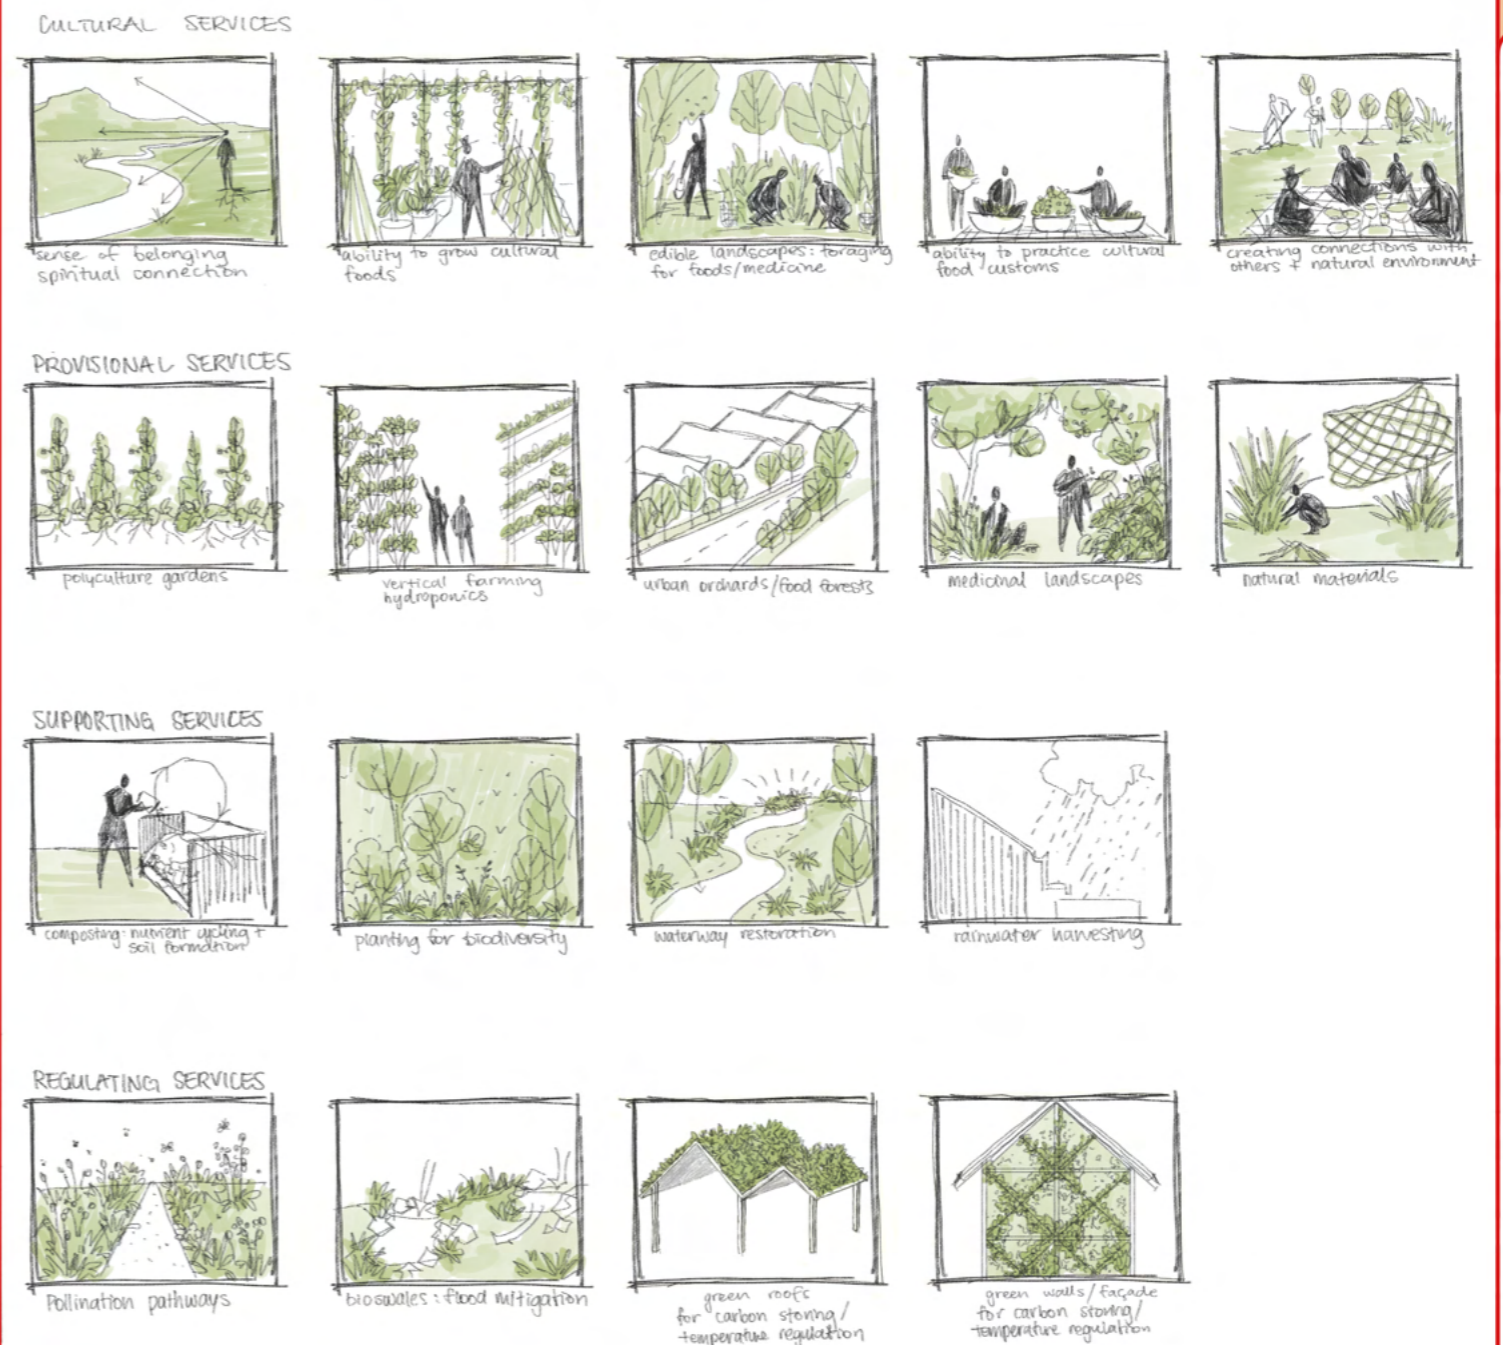 CULTURAL SERVICES
sense of belonging
spiritual connection
ability to grow cultural
foods
edible landscapes: foraging
for foods/medicine
ability to practice cultural
food customs
creating connections with
others + natural environment
PROVISIONAL SERVICES
polyculture gardens
vertical farming
hydroponics
urban orchards/food forests
medicinal landscapes
natural materials
SUPPORTING SERVICES
composting: nutrient cycling +
soil formation
planting for biodiversity
waterway restoration
rainwater harvesting
REGULATING SERVICES
Pollination pathways
bioswales: flood mitigation
green roofs
for carbon storing/
temperature regulation
green walls/façade
for carbon storing/
temperature regulation